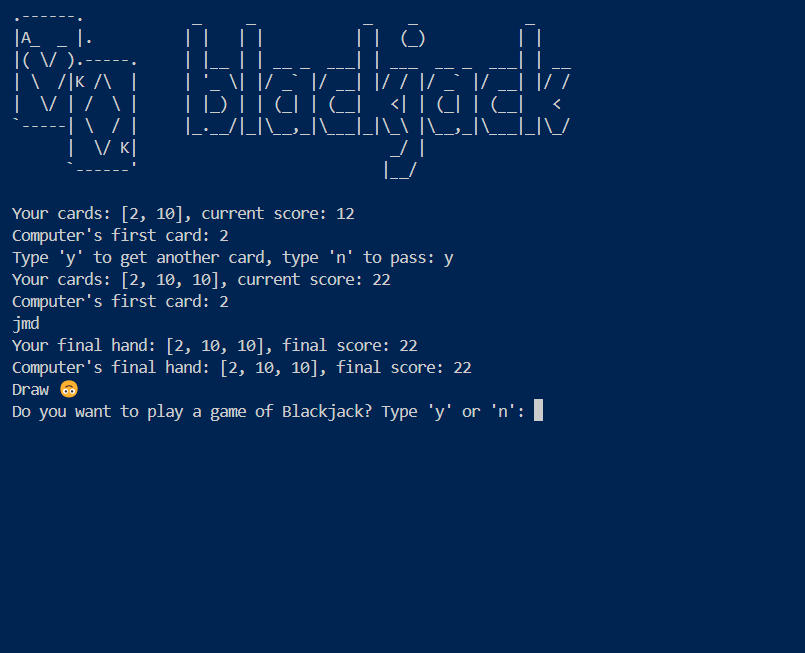 .------.            _     _            _    _            _
|A_  _ |.          | |   | |          | |  (_)          | |
|( \/ ).-----.     | |__ | | __ _  ___| | ___  __ _  ___| | __
| \  /|K /\  |     | '_ \| |/ _` |/ __| |/ / |/ _` |/ __| |/ /
|  \/ | /  \ |     | |_) | | (_| | (__|   <| | (_| | (__|   <
`-----| \  / |     |_.__/|_|\__,_|\___|_|\_\ |\__,_|\___|_|\_/
      |  \/ K|                            _/ |
      `------'                           |__/
Your cards: [2, 10], current score: 12
Computer's first card: 2
Type 'y' to get another card, type 'n' to pass: y
Your cards: [2, 10, 10], current score: 22
Computer's first card: 2
jmd
Your final hand: [2, 10, 10], final score: 22
Computer's final hand: [2, 10, 10], final score: 22
Draw 🙃
Do you want to play a game of Blackjack? Type 'y' or 'n':